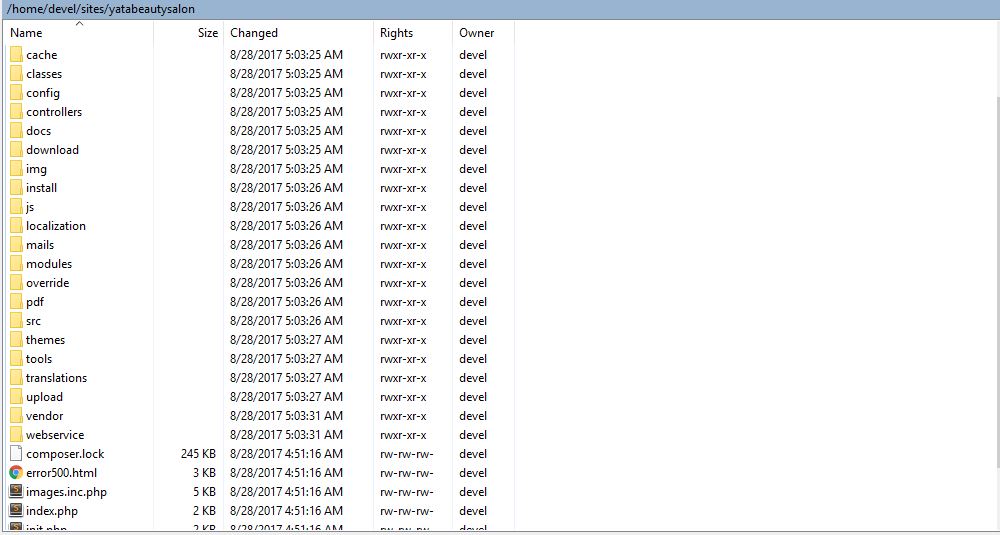 /home/devel/sites/yatabeautysalon
Name Size Changed Rights Owner
cache 8/28/2017 5:03:25 AM rwxr-xr-x devel
classes 8/28/2017 5:03:25 AM rwxr-xr-x devel
config 8/28/2017 5:03:25 AM rwxr-xr-x devel
controllers 8/28/2017 5:03:25 AM rwxr-xr-x devel
docs 8/28/2017 5:03:25 AM rwxr-xr-x devel
download 8/28/2017 5:03:25 AM rwxr-xr-x devel
img 8/28/2017 5:03:25 AM rwxr-xr-x devel
install 8/28/2017 5:03:26 AM rwxr-xr-x devel
js 8/28/2017 5:03:26 AM rwxr-xr-x devel
localization 8/28/2017 5:03:26 AM rwxr-xr-x devel
mails 8/28/2017 5:03:26 AM rwxr-xr-x devel
modules 8/28/2017 5:03:26 AM rwxr-xr-x devel
override 8/28/2017 5:03:26 AM rwxr-xr-x devel
pdf 8/28/2017 5:03:26 AM rwxr-xr-x devel
src 8/28/2017 5:03:26 AM rwxr-xr-x devel
themes 8/28/2017 5:03:27 AM rwxr-xr-x devel
tools 8/28/2017 5:03:27 AM rwxr-xr-x devel
translations 8/28/2017 5:03:27 AM rwxr-xr-x devel
upload 8/28/2017 5:03:27 AM rwxr-xr-x devel
vendor 8/28/2017 5:03:31 AM rwxr-xr-x devel
webservice 8/28/2017 5:03:31 AM rwxr-xr-x devel
composer.lock 245 KB 8/28/2017 4:51:16 AM rw-rw-rw- devel
error500.html 3 KB 8/28/2017 4:51:16 AM rw-rw-rw- devel
images.inc.php 5 KB 8/28/2017 4:51:16 AM rw-rw-rw- devel
index.php 2 KB 8/28/2017 4:51:16 AM rw-rw-rw- devel
init.php 2 KB 8/28/2017 4:51:16 AM rw-rw-rw- devel